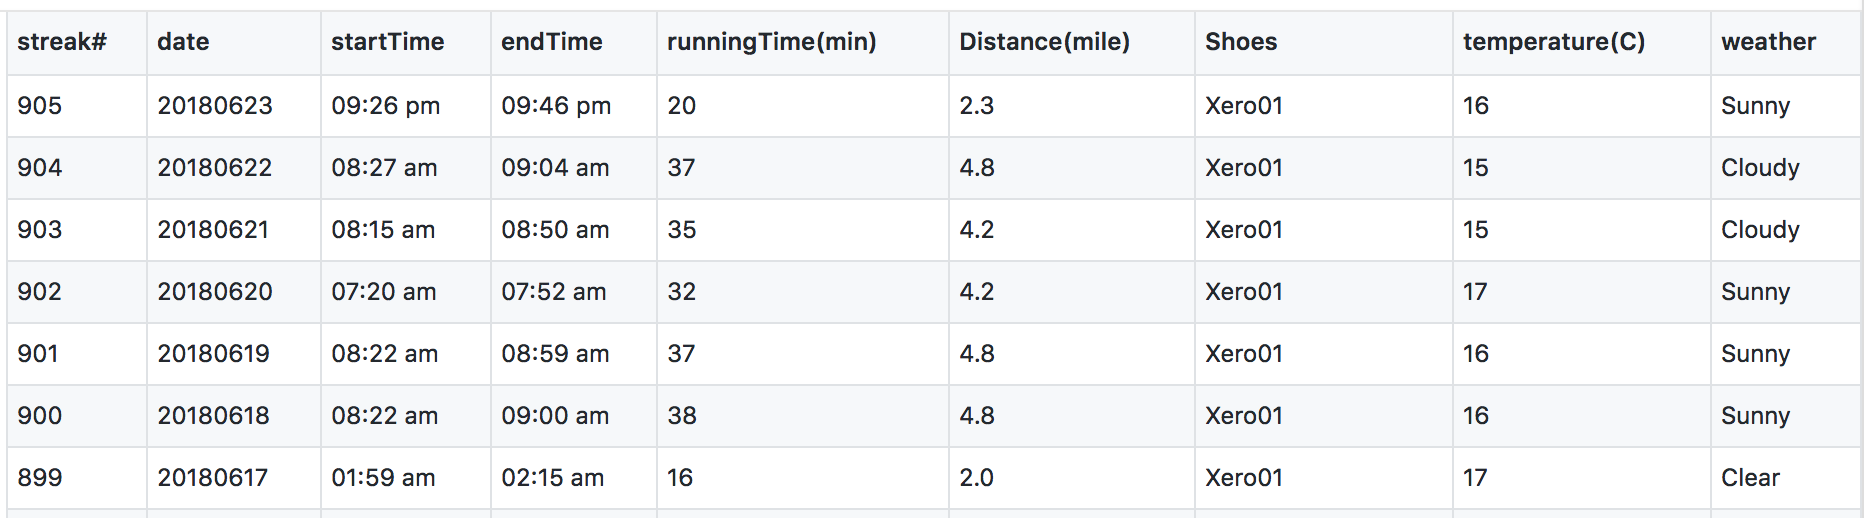 streak# date startTime endTime runningTime(min) Distance(mile) Shoes temperature(C) weather
905 20180623 09:26 pm 09:46 pm 20 2.3 Xero01 16 Sunny
904 20180622 08:27 am 09:04 am 37 4.8 Xero01 15 Cloudy
903 20180621 08:15 am 08:50 am 35 4.2 Xero01 15 Cloudy
902 20180620 07:20 am 07:52 am 32 4.2 Xero01 17 Sunny
901 20180619 08:22 am 08:59 am 37 4.8 Xero01 16 Sunny
900 20180618 08:22 am 09:00 am 38 4.8 Xero01 16 Sunny
899 20180617 01:59 am 02:15 am 16 2.0 Xero01 17 Clear